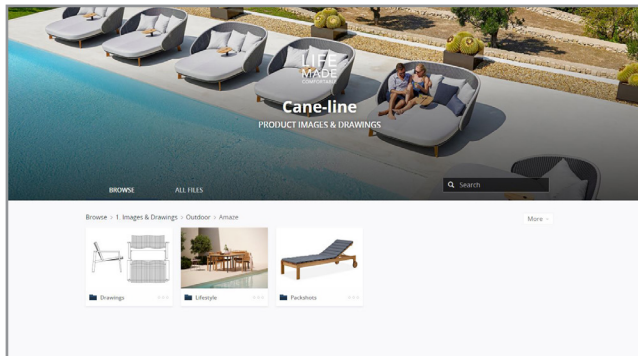 LIFE
MADE
COMFORTABLE
Cane-line
PRODUCT IMAGES & DRAWINGS
BROWSE ALL FILES Search
Browse > 1. Images & Drawings > Outdoor > Amaze More
Drawings Lifestyle Packshots